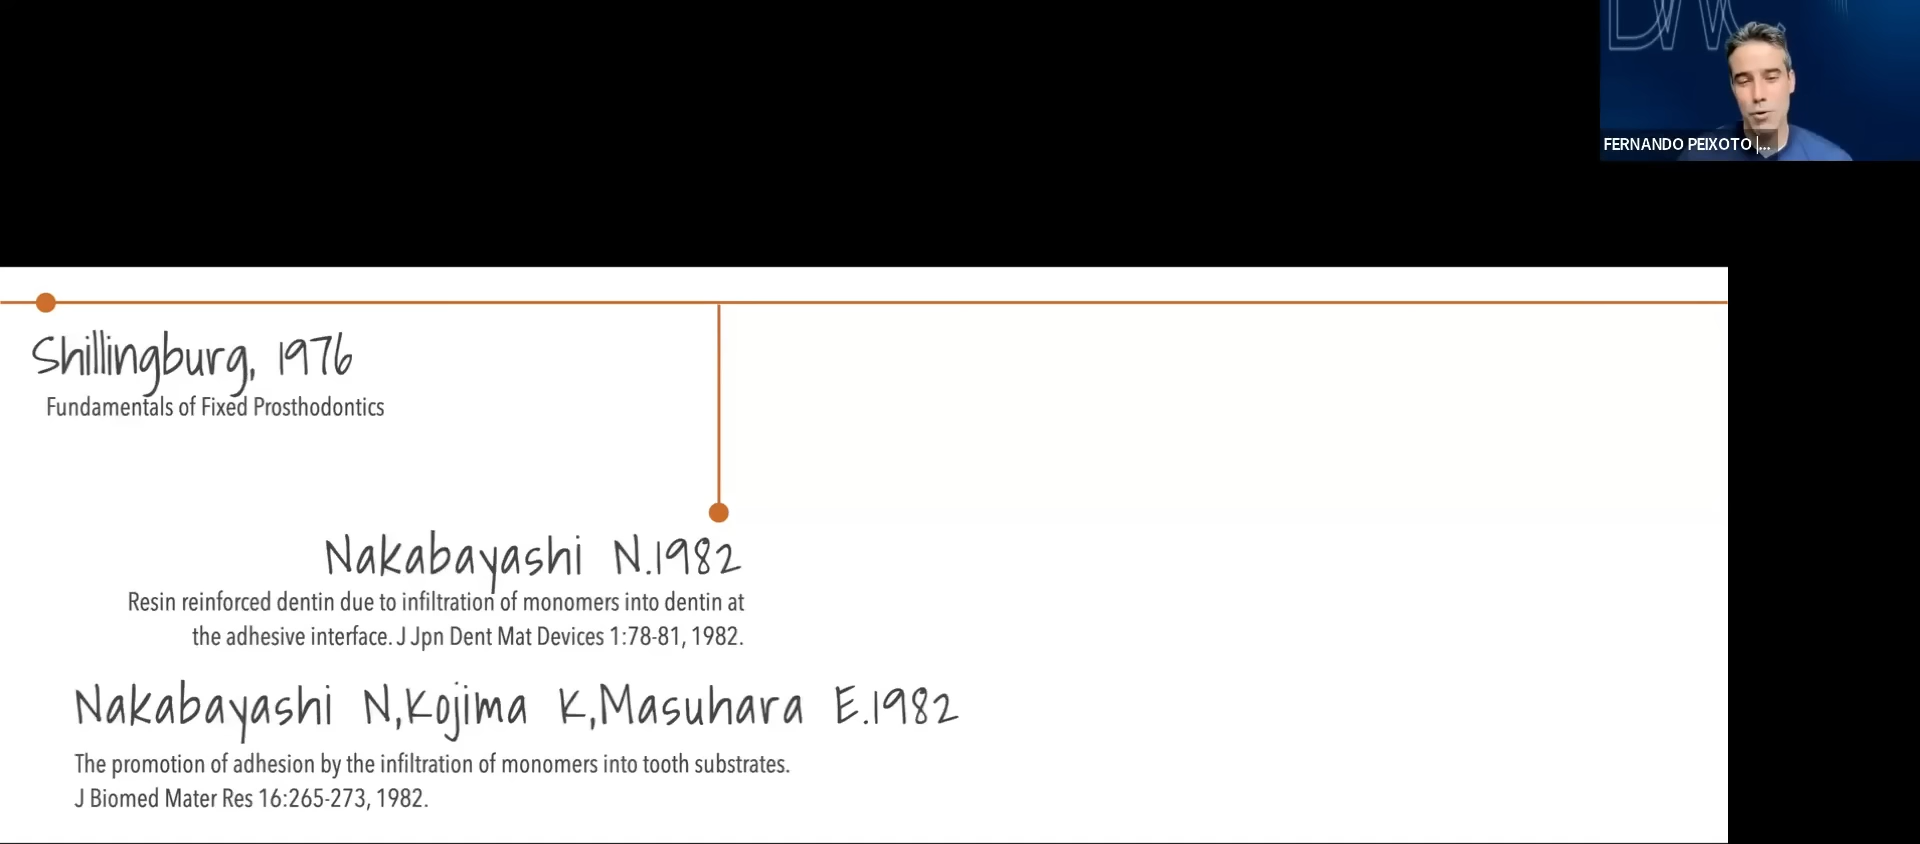 FERNANDO PEIXOTO |...
Shillingburg, 1976
Fundamentals of Fixed Prosthodontics
Nakabayashi N.1982
Resin reinforced dentin due to infiltration of monomers into dentin at
the adhesive interface. J Jpn Dent Mat Devices 1:78-81, 1982.
Nakabayashi N,Kojima K,Masuhara E.1982
The promotion of adhesion by the infiltration of monomers into tooth substrates.
J Biomed Mater Res 16:265-273, 1982.